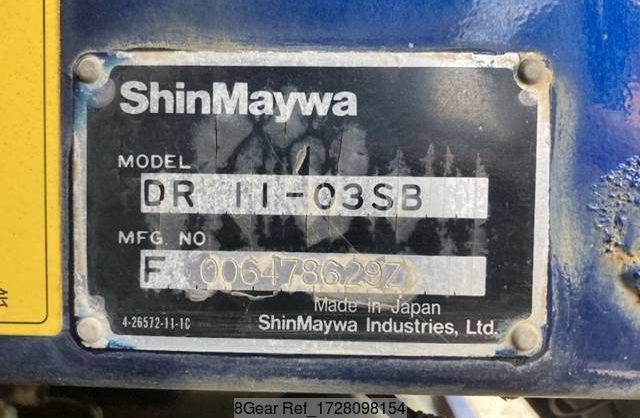 ShinMaywa
MODEL
DR 11-03SB
MFG NO
F 006478629Z
Made in Japan
4-26572-11-1C
ShinMaywa Industries, Ltd.
8Gear Ref_1728098154